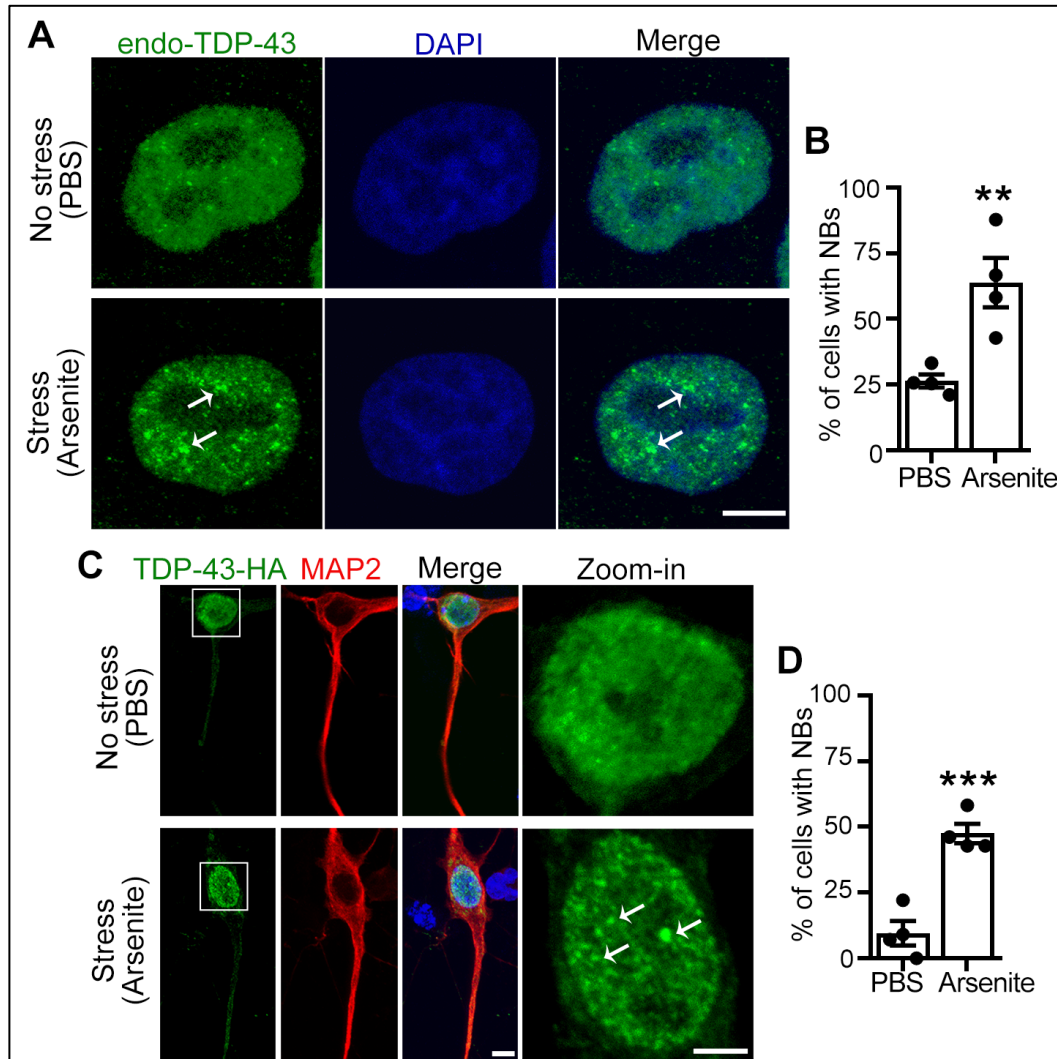 A
endo-TDP-43 DAPI Merge
No stress
(PBS)
Stress
(Arsenite)
B
% of cells with NBs
100
75
50
25
0
**
PBS Arsenite
C
TDP-43-HA MAP2 Merge Zoom-in
No stress
(PBS)
Stress
(Arsenite)
D
% of cells with NBs
100
75
50
25
0
***
PBS Arsenite